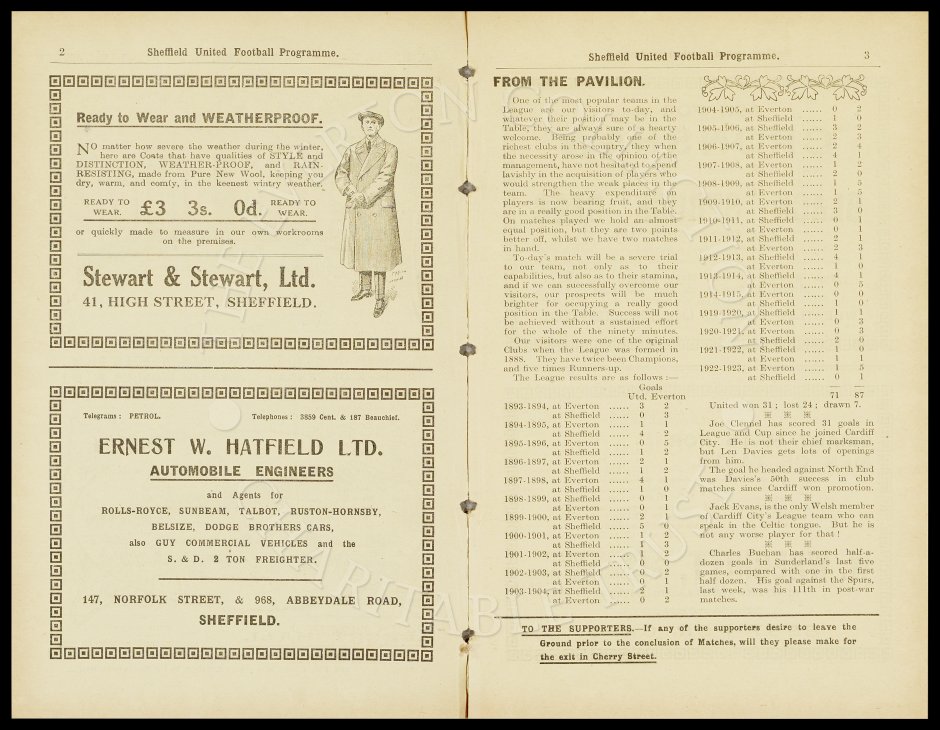 2
Sheffield United Football Programme.
Ready to Wear and WEATHERPROOF.
NO matter how severe the weather during the winter,
here are Coats that have qualities of STYLE and
DISTINCTION, WEATHER-PROOF, and RAIN
RESISTING, made from Pure New Wool, keeping you
dry, warm, and comfy, in the keenest wintry weather.
READY TO WEAR. £3 3s. 0d. READY TO WEAR.
or quickly made to measure in our own workrooms
on the premises.
Stewart & Stewart, Ltd.
41, HIGH STREET, SHEFFIELD.
Telegrams: PETROL. Telephones: 3859 Cent. & 187 Beauchief.
ERNEST W. HATFIELD LTD.
AUTOMOBILE ENGINEERS
and Agents for
ROLLS-ROYCE, SUNBEAM, TALBOT, RUSTON-HORNSBY,
BELSIZE, DODGE BROTHERS CARS,
also GUY COMMERCIAL VEHICLES and the
S. & D. 2 TON FREIGHTER.
147, NORFOLK STREET, & 968, ABBEYDALE ROAD,
SHEFFIELD.
Sheffield United Football Programme.
3
FROM THE PAVILION.
One of the most popular teams in the
League are our visitors to-day, and
whatever their position may be in the
Table, they are always sure of a hearty
welcome. Being probably one of the
richest clubs in the country, they when
the necessity arose in the opinion of the
management, have not hesitated to spend
lavishly in the acquisition of players who
would strengthen the weak places in the
team. The heavy expenditure on
players is now bearing fruit, and they
are in a really good position in the Table.
On matches played we hold an almost
equal position, but they are two points
better off, whilst we have two matches
in hand.
To-day's match will be a severe trial
to our team, not only as to their
capabilities, but also as to their stamina,
and if we can successfully overcome our
visitors, our prospects will be much
brighter for occupying a really good
position in the Table. Success will not
be achieved without a sustained effort
for the whole of the ninety minutes.
Our visitors were one of the original
Clubs when the League was formed in
1888. They have twice been Champions,
and five times Runners-up.
The League results are as follows :—
Goals
Utd. Everton
1893-1894, at Everton ...... 3 2
at Sheffield ...... 0 3
1894-1895, at Everton ...... 1 1
at Sheffield ...... 4 2
1895-1896, at Everton ...... 0 5
at Sheffield ...... 1 2
1896-1897, at Everton ...... 2 1
at Sheffield ...... 1 2
1897-1898, at Everton ...... 4 1
at Sheffield ...... 1 0
1898-1899, at Sheffield ...... 0 1
at Everton ...... 0 1
1899-1900, at Everton ...... 2 1
at Sheffield ...... 5 0
1900-1901, at Everton ...... 1 2
at Sheffield ...... 1 3
1901-1902, at Everton ...... 1 2
at Sheffield ...... 0 0
1902-1903, at Sheffield ...... 0 2
at Everton ...... 0 1
1903-1904, at Sheffield ...... 2 1
at Everton ...... 0 2
1904-1905, at Everton ...... 0 2
at Sheffield ...... 1 0
1905-1906, at Everton ...... 3 2
at Everton ...... 2 3
1906-1907, at Everton ...... 2 4
at Sheffield ...... 4 1
1907-1908, at Everton ...... 1 2
at Sheffield ...... 2 0
1908-1909, at Sheffield ...... 1 5
at Everton ...... 1 5
1909-1910, at Everton ...... 2 1
at Sheffield ...... 3 0
1910-1911, at Sheffield ...... 0 1
at Everton ...... 0 1
1911-1912, at Everton ...... 2 1
at Everton ...... 2 3
1912-1913, at Sheffield ...... 4 1
at Everton ...... 1 0
1913-1914, at Sheffield ...... 4 1
at Everton ...... 0 5
1914-1915, at Everton ...... 0 0
at Sheffield ...... 0 0
1919-1920, at Sheffield ...... 1 1
at Everton ...... 0 3
1920-1921, at Everton ...... 0 3
at Sheffield ...... 2 0
1921-1922, at Sheffield ...... 1 0
at Everton ...... 1 1
1922-1923, at Everton ...... 1 5
at Sheffield ...... 0 1
71 87
United won 31; lost 24; drawn 7.
Joe Clennel has scored 31 goals in
League and Cup since he joined Cardiff
City. He is not their chief marksman,
but Len Davies gets lots of openings
from him.
The goal he headed against North End
was Davies's 50th success in club
matches since Cardiff won promotion.
Jack Evans, is the only Welsh member
of Cardiff City's League team who can
speak in the Celtic tongue. But he is
not any worse player for that!
Charles Buchan has scored half-a-
dozen goals in Sunderland's last five
games, compared with one in the first
half dozen. His goal against the Spurs,
last week, was his 111th in post-war
matches.
TO THE SUPPORTERS.—If any of the supporters desire to leave the
Ground prior to the conclusion of Matches, will they please make for
the exit in Cherry Street.